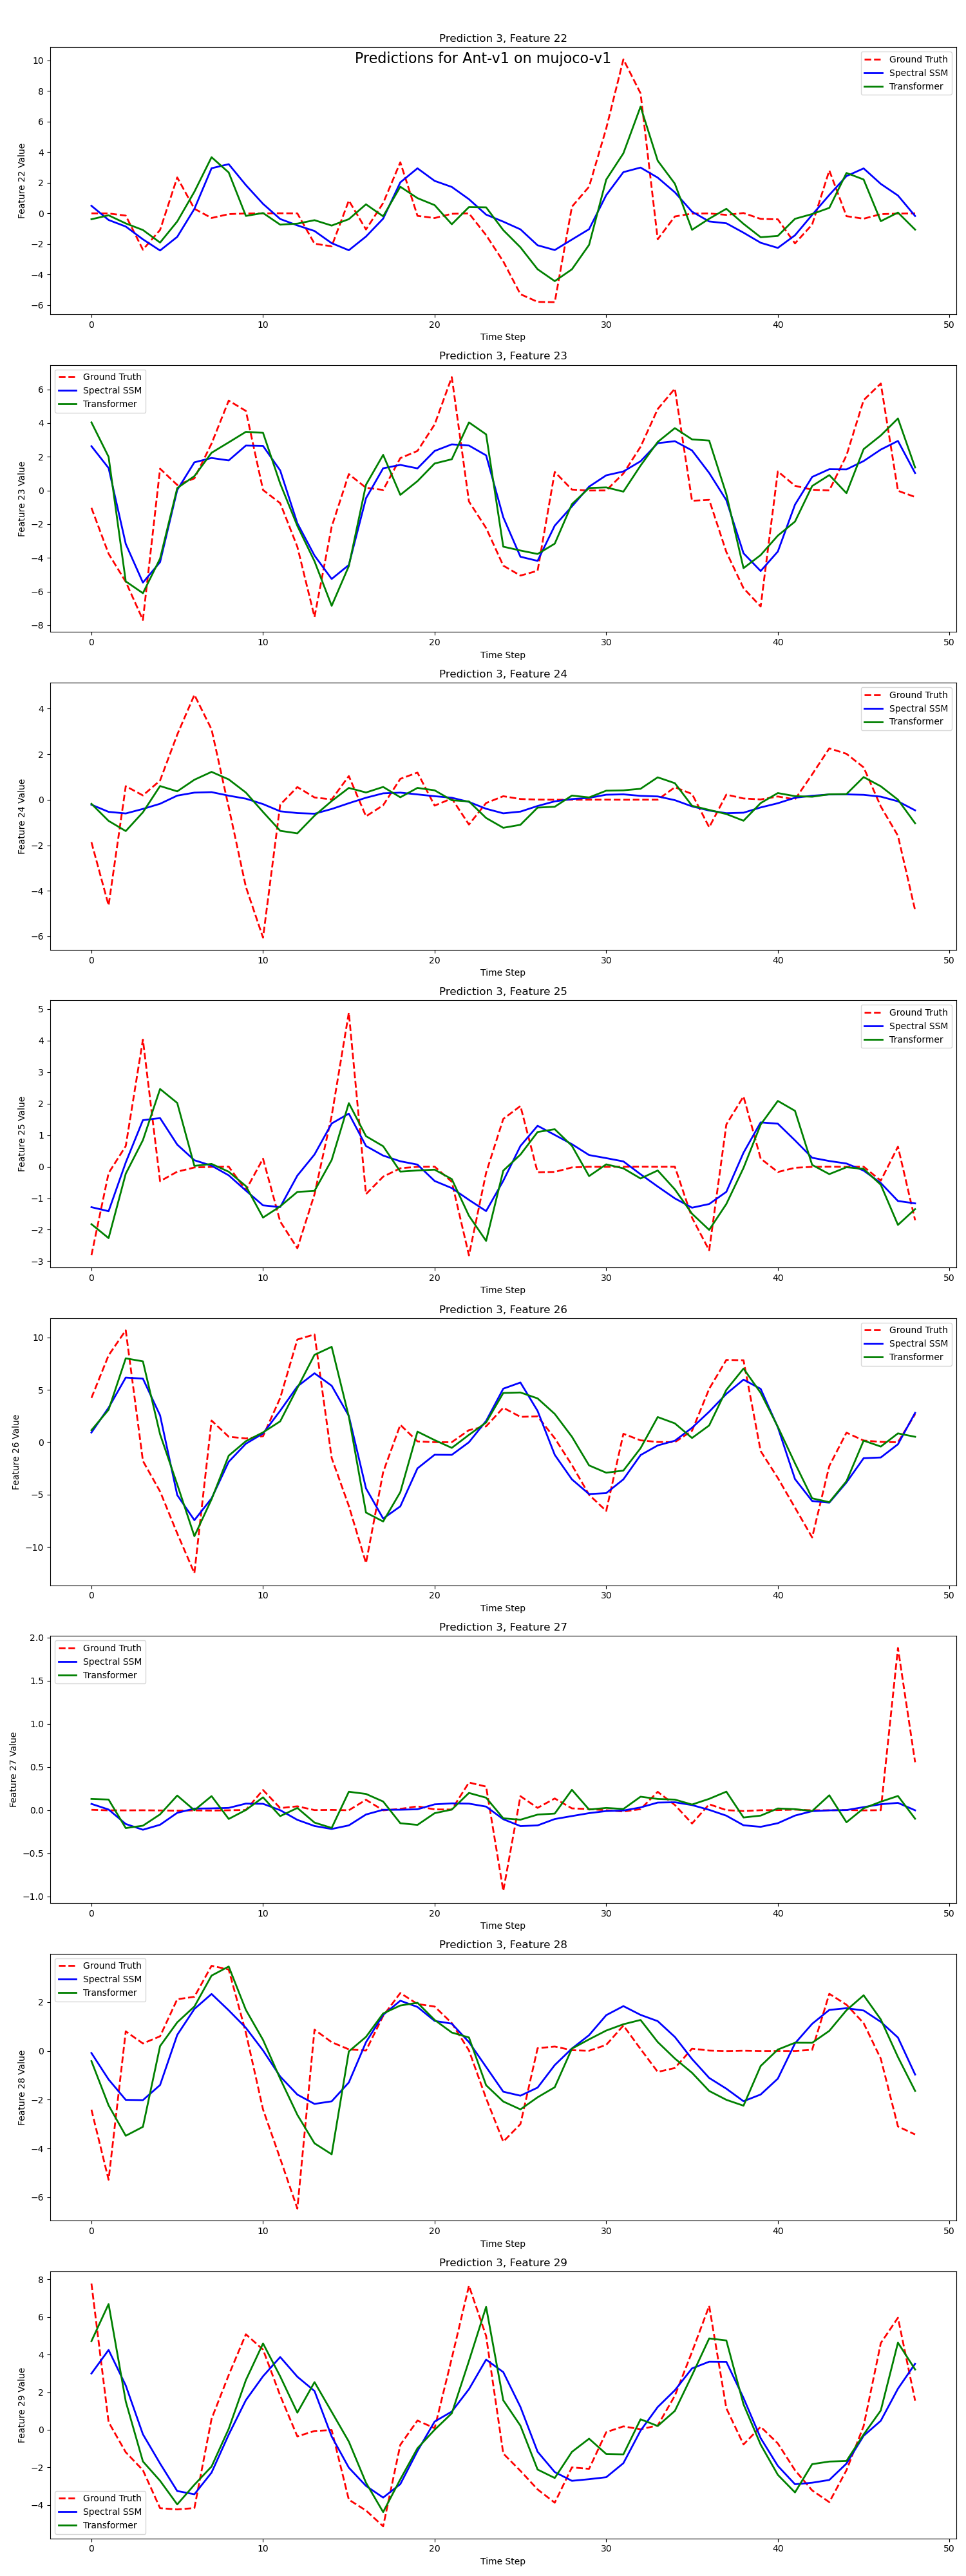 Prediction 3, Feature 22
Predictions for Ant-v1 on mujoco-v1
Ground Truth
Spectral SSM
Transformer
Feature 22 Value
10
8
6
4
2
0
−2
−4
−6
0 10 20 30 40 50
Time Step
Prediction 3, Feature 23
Ground Truth
Spectral SSM
Transformer
Feature 23 Value
6
4
2
0
−2
−4
−6
−8
0 10 20 30 40 50
Time Step
Prediction 3, Feature 24
Ground Truth
Spectral SSM
Transformer
Feature 24 Value
4
2
0
−2
−4
−6
0 10 20 30 40 50
Time Step
Prediction 3, Feature 25
Ground Truth
Spectral SSM
Transformer
Feature 25 Value
5
4
3
2
1
0
−1
−2
−3
0 10 20 30 40 50
Time Step
Prediction 3, Feature 26
Ground Truth
Spectral SSM
Transformer
Feature 26 Value
10
5
0
−5
−10
0 10 20 30 40 50
Time Step
Prediction 3, Feature 27
Ground Truth
Spectral SSM
Transformer
Feature 27 Value
2.0
1.5
1.0
0.5
0.0
−0.5
−1.0
0 10 20 30 40 50
Time Step
Prediction 3, Feature 28
Ground Truth
Spectral SSM
Transformer
Feature 28 Value
2
0
−2
−4
−6
0 10 20 30 40 50
Time Step
Prediction 3, Feature 29
Feature 29 Value
8
6
4
2
0
−2
−4
Ground Truth
Spectral SSM
Transformer
0 10 20 30 40 50
Time Step